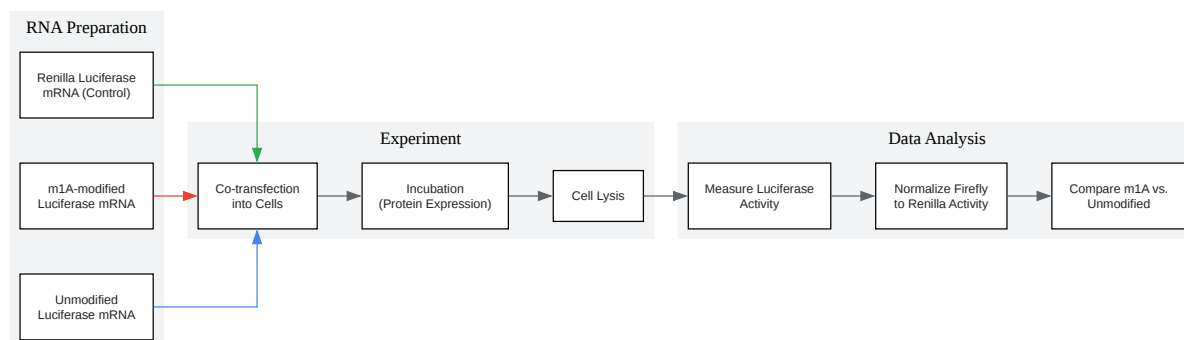 RNA Preparation
Renilla Luciferase
mRNA (Control)
m1A-modified
Luciferase mRNA
Unmodified
Luciferase mRNA
Experiment
Co-transfection
into Cells
Incubation
(Protein Expression)
Cell Lysis
Data Analysis
Measure Luciferase
Activity
Normalize Firefly
to Renilla Activity
Compare m1A vs.
Unmodified